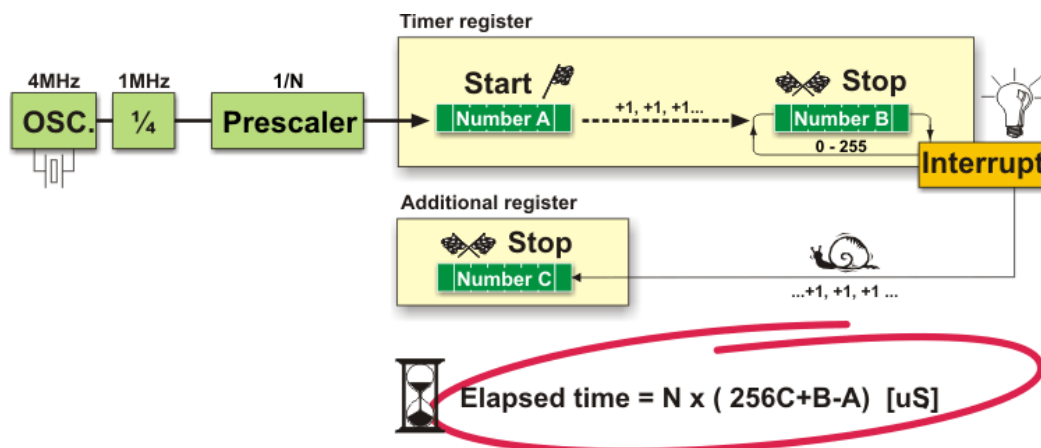 Timer register
4MHz 1MHz 1/N
OSC. ¼ Prescaler
Start
Number A
+1, +1, +1...
Stop
Number B
0 - 255
Interrupt
Additional register
Stop
Number C
...+1, +1, +1 ...
Elapsed time = N x ( 256C+B-A) [uS]